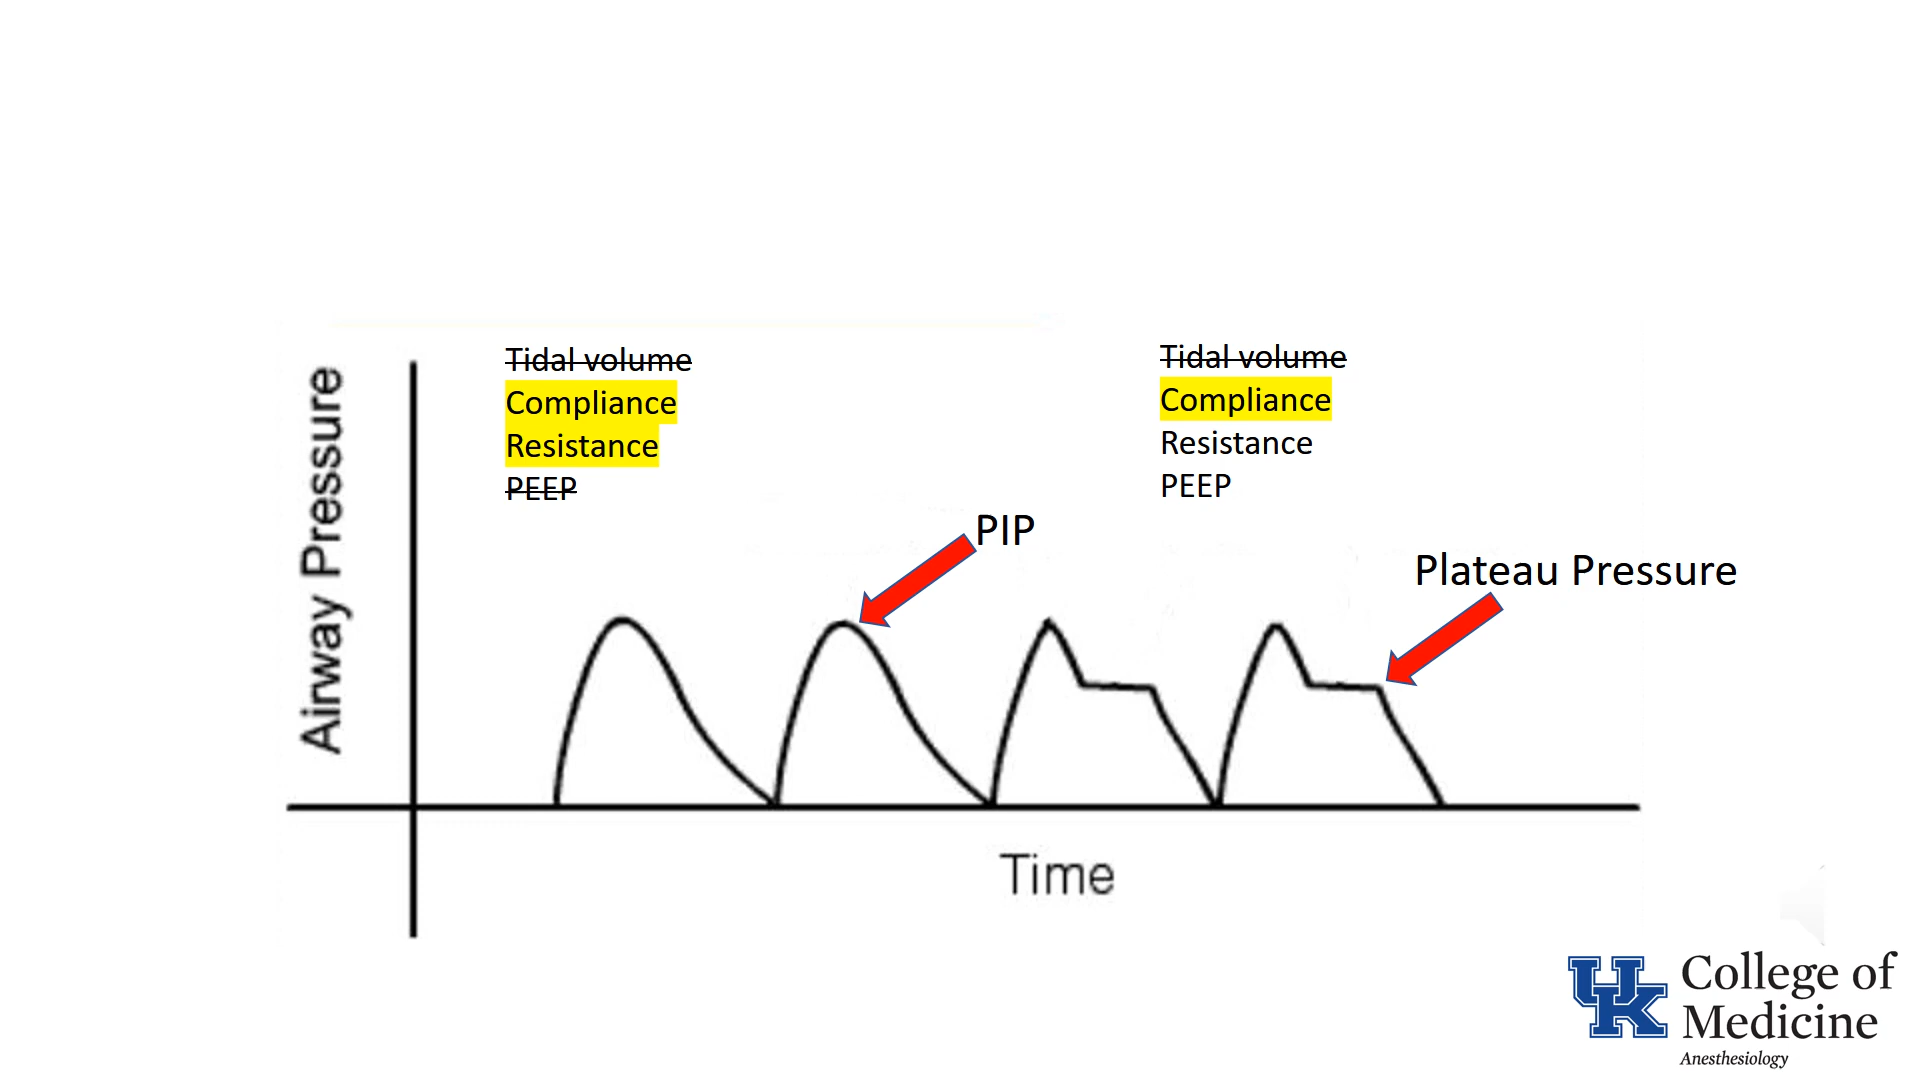 Tidal volume
Compliance
Resistance
PEEP
Tidal volume
Compliance
Resistance
PEEP
PIP
Plateau Pressure
Airway Pressure
Time
UK
College of
Medicine
Anesthesiology